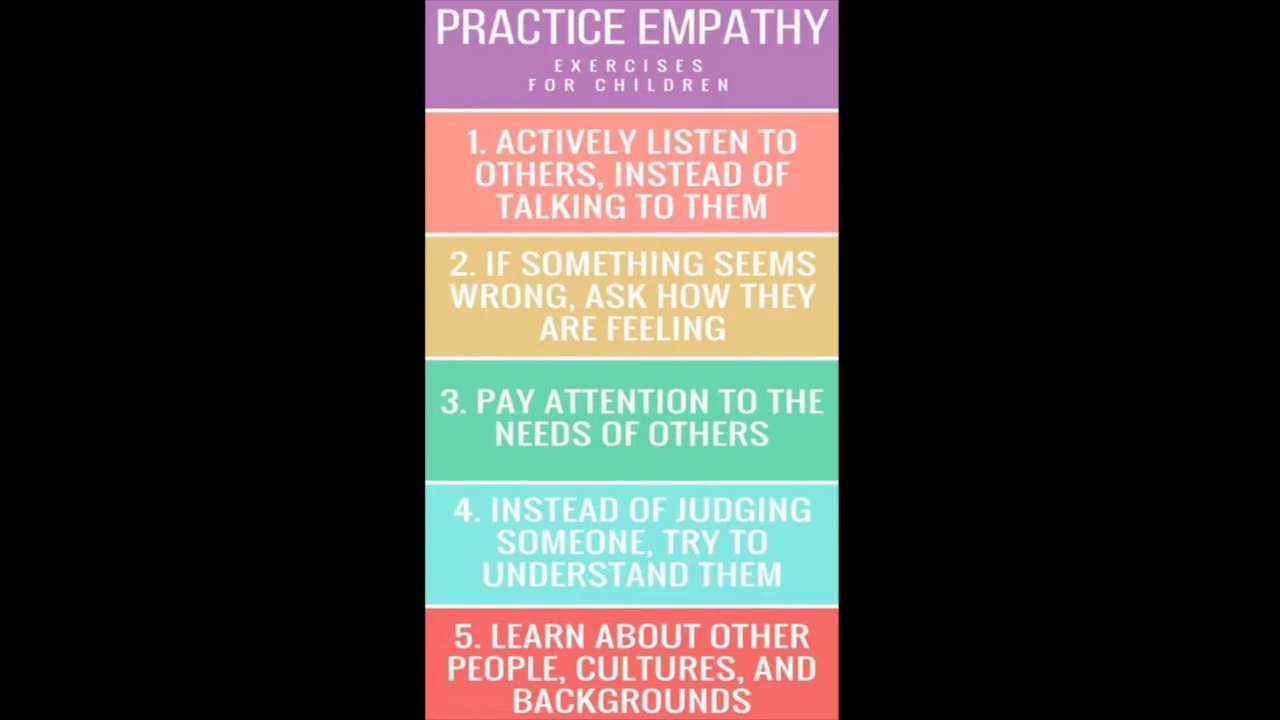 PRACTICE EMPATHY
EXERCISES
FOR CHILDREN
1. ACTIVELY LISTEN TO
OTHERS, INSTEAD OF
TALKING TO THEM
2. IF SOMETHING SEEMS
WRONG, ASK HOW THEY
ARE FEELING
3. PAY ATTENTION TO THE
NEEDS OF OTHERS
4. INSTEAD OF JUDGING
SOMEONE, TRY TO
UNDERSTAND THEM
5. LEARN ABOUT OTHER
PEOPLE, CULTURES, AND
BACKGROUNDS